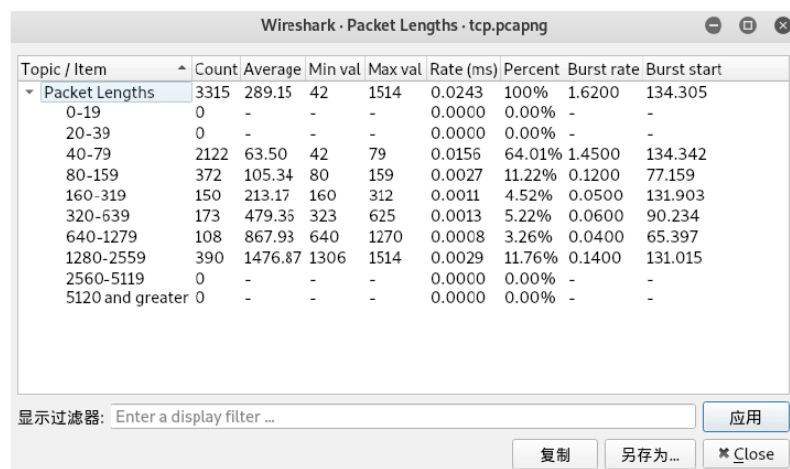 Wireshark · Packet Lengths · tcp.pcapng
Topic / Item Count Average Min val Max val Rate (ms) Percent Burst rate Burst start
Packet Lengths 3315 289.15 42 1514 0.0243 100% 1.6200 134.305
0-19 0 - - - 0.0000 0.00% - -
20-39 0 - - - 0.0000 0.00% - -
40-79 2122 63.50 42 79 0.0156 64.01% 1.4500 134.342
80-159 372 105.34 80 159 0.0027 11.22% 0.1200 77.159
160-319 150 213.17 160 312 0.0011 4.52% 0.0500 131.903
320-639 173 479.36 323 625 0.0013 5.22% 0.0600 90.234
640-1279 108 867.93 640 1270 0.0008 3.26% 0.0400 65.397
1280-2559 390 1476.87 1306 1514 0.0029 11.76% 0.1400 131.015
2560-5119 0 - - - 0.0000 0.00% - -
5120 and greater 0 - - - 0.0000 0.00% - -
显示过滤器: Enter a display filter ... 应用
复制 另存为... Close